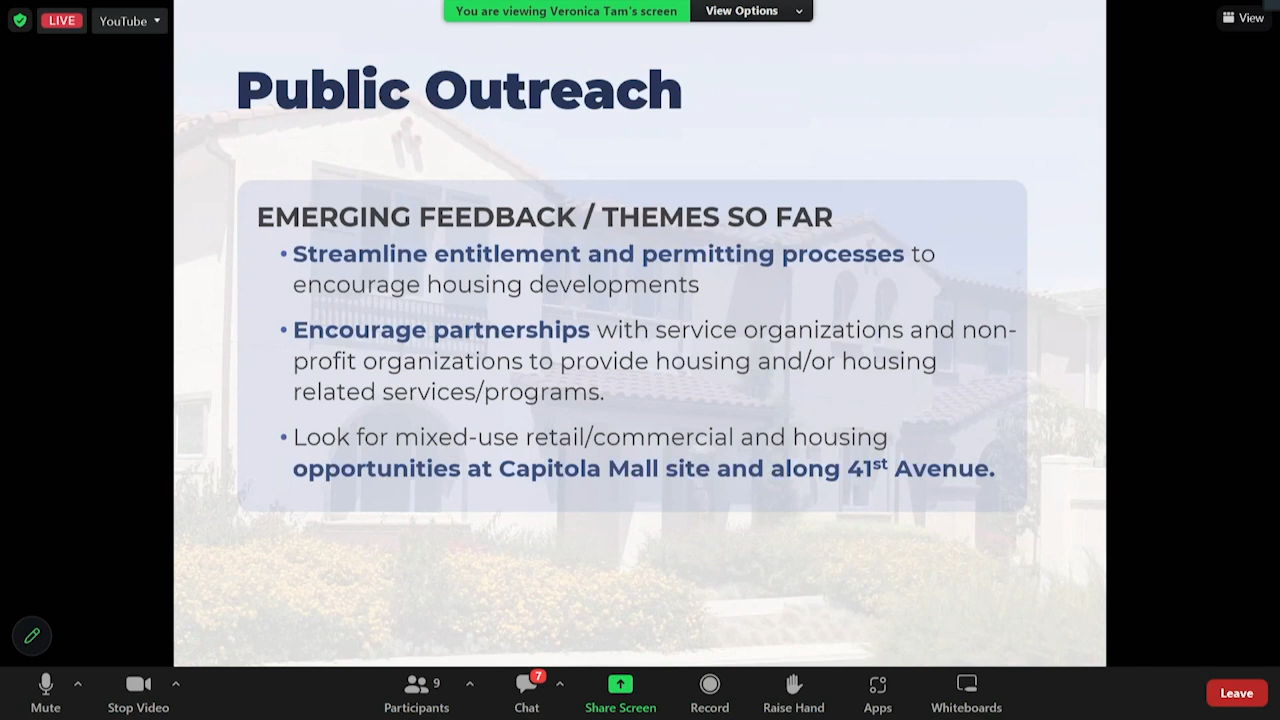 You are viewing Veronica Tam's screen View Options
LIVE YouTube
View
Public Outreach
EMERGING FEEDBACK / THEMES SO FAR
• Streamline entitlement and permitting processes to
encourage housing developments
• Encourage partnerships with service organizations and non-
profit organizations to provide housing and/or housing
related services/programs.
• Look for mixed-use retail/commercial and housing
opportunities at Capitola Mall site and along 41st Avenue.
9
7
Mute Stop Video Participants Chat Share Screen Record Raise Hand Apps Whiteboards Leave